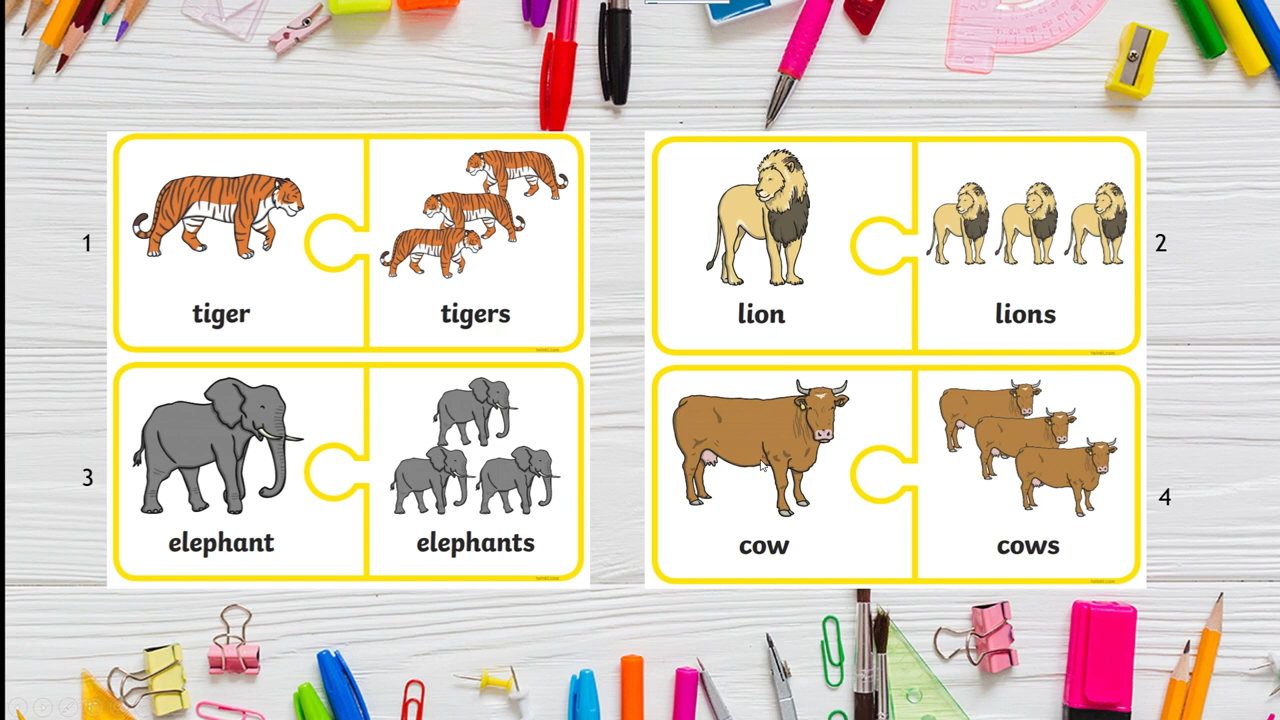 1
tiger
tigers
2
lion
lions
3
elephant
elephants
4
cow
cows